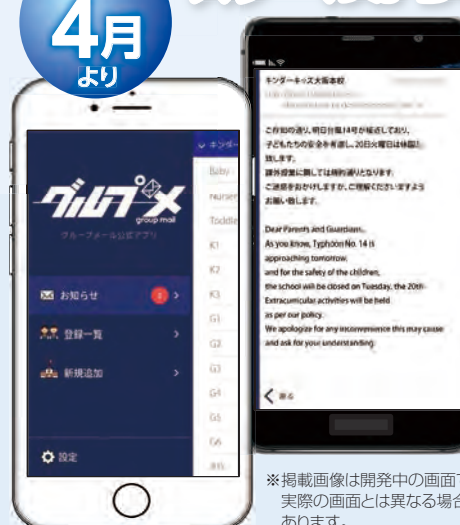 4月
より
Baby
Toddle
K1
K2
K3
G1
G2
G3
G4
G5
G6
グルプメ
group mail
グループメール公式アプリ
お知らせ
登録一覧
新規追加
設定
キンダーキッズ大阪本校
ご存知の通り、明日台風14号が接近しており、
子どもたちの安全を考慮し、20日火曜日は休園と
致します。
課外授業に関しては規約通りとなります。
ご迷惑をおかけしますが、ご理解くださいますよう
お願い致します。
Dear Parents and Guardians,
As you know, Typhoon No. 14 is
approaching tomorrow,
and for the safety of the children,
the school will be closed on Tuesday, the 20th.
Extracurricular activities will be held
as per our policy.
We apologize for any inconvenience this may cause
and ask for your understanding.
戻る
※掲載画像は開発中の画面
実際の画面とは異なる場合
あります。